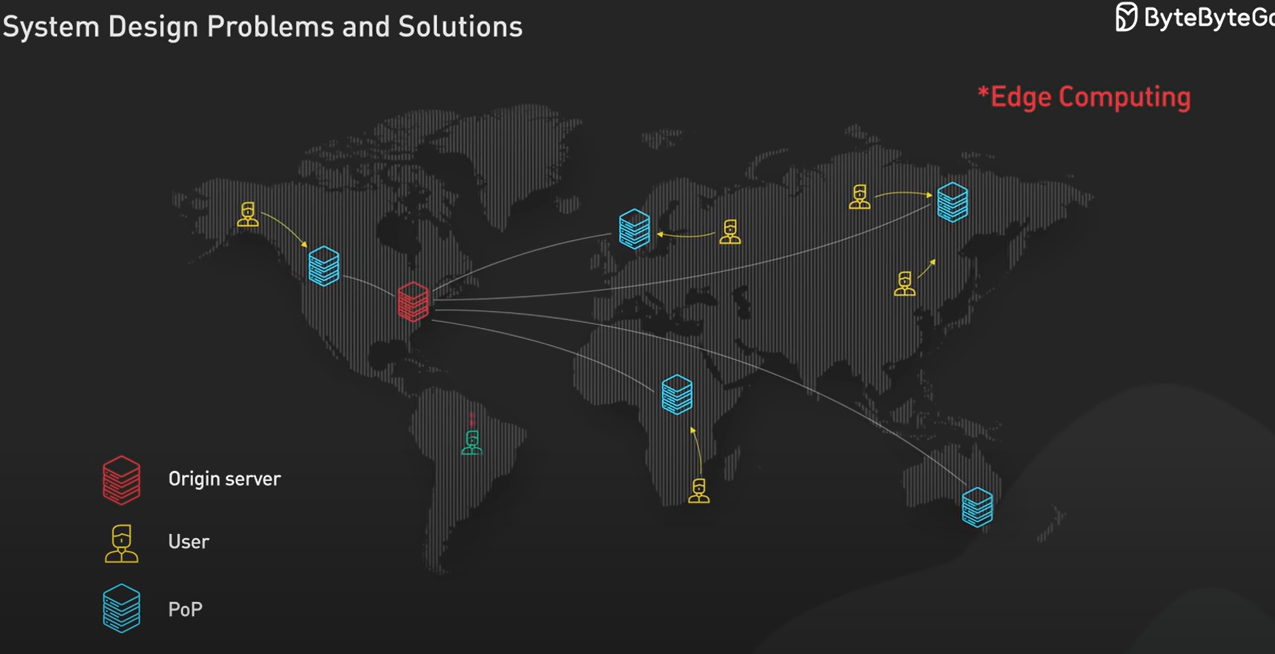 System Design Problems and Solutions
ByteByteGo
*Edge Computing
Origin server
User
PoP